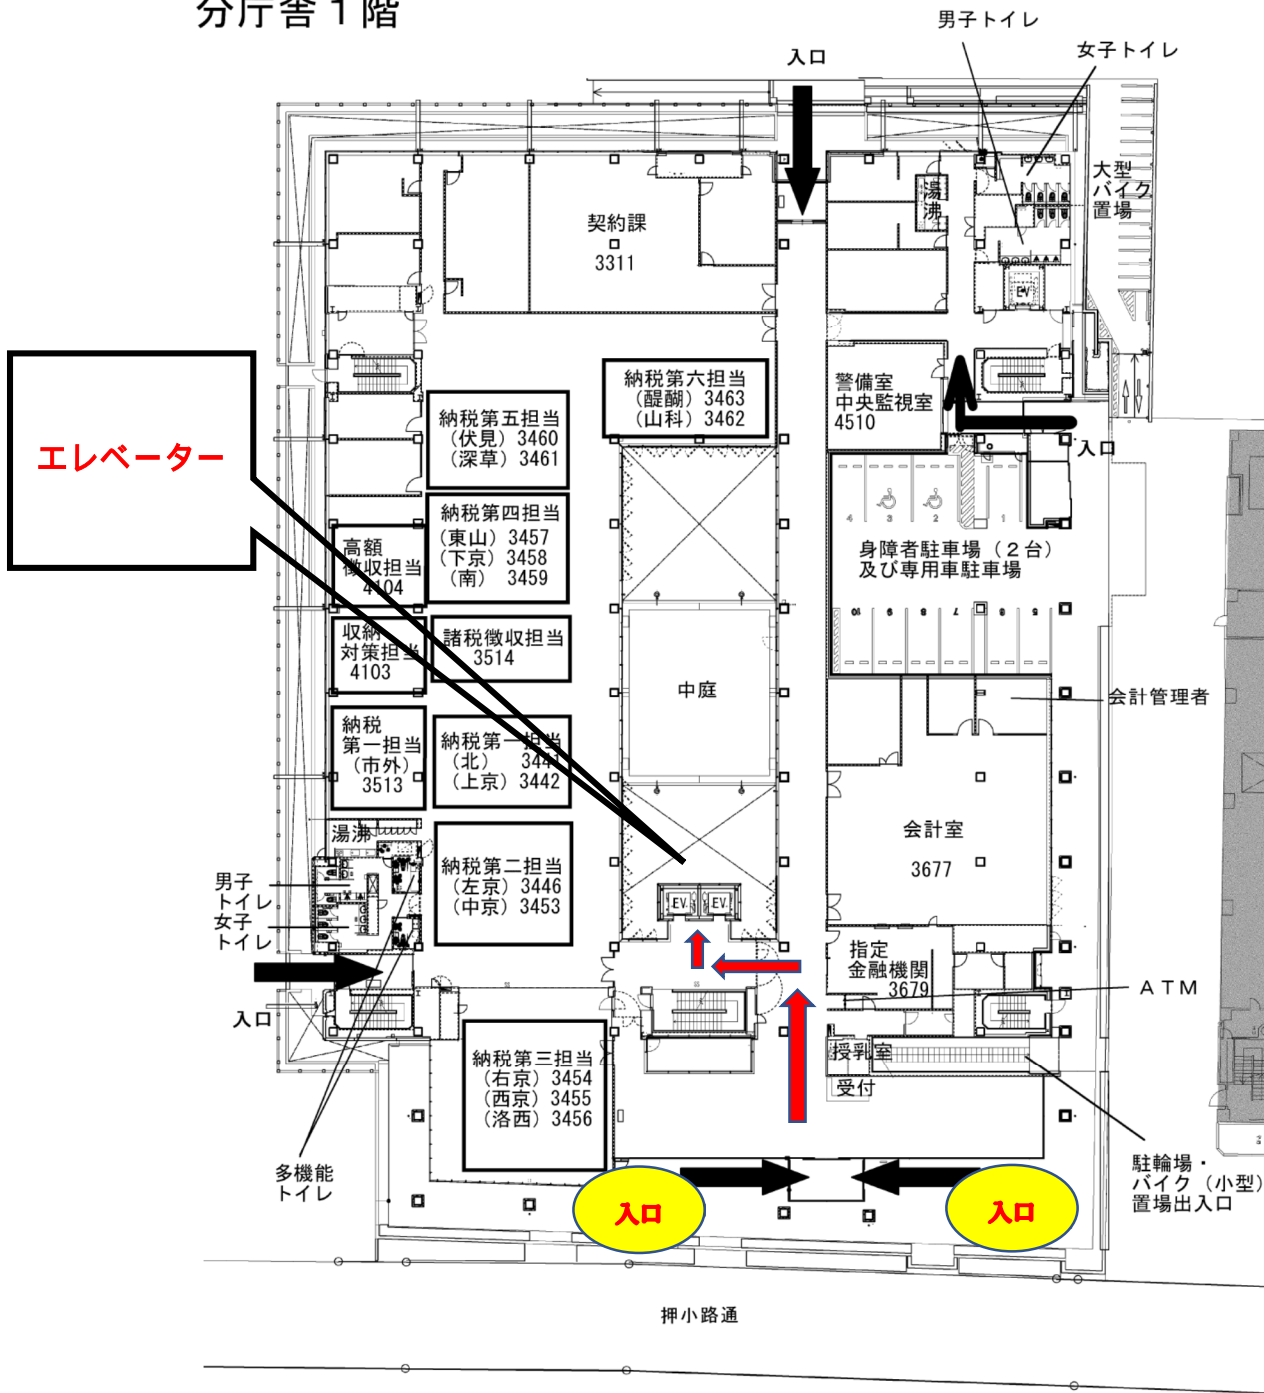 分庁舎１階
男子トイレ
女子トイレ
入口
大型
バイク
置場
湯沸
契約課
3311
EV
エレベーター
納税第六担当
（醍醐）3463
（山科）3462
警備室
中央監視室
4510
入口
納税第五担当
（伏見）3460
（深草）3461
納税第四担当
（東山）3457
（下京）3458
（南）　3459
高額
徴収担当
4104
4
3
2
1
身障者駐車場（２台）
及び専用車駐車場
10
9
8
7
6
5
収納
対策担当
4103
諸税徴収担当
3514
中庭
会計管理者
納税
第一担当
（市外）
3513
納税第一担当
（北）　3441
（上京）3442
会計室
3677
湯沸
男子
トイレ
女子
トイレ
納税第二担当
（左京）3446
（中京）3453
EV.
EV.
指定
金融機関
3679
ＡＴＭ
入口
納税第三担当
（右京）3454
（西京）3455
（洛西）3456
授乳室
受付
多機能
トイレ
駐輪場・
バイク（小型）
置場出入口
入口
入口
押小路通